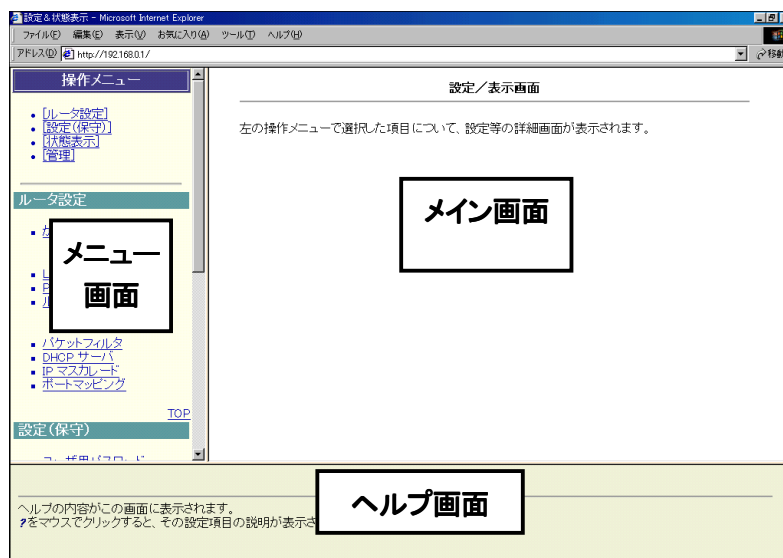 設定&状態表示 - Microsoft Internet Explorer
ファイル(F) 編集(E) 表示(V) お気に入り(A) ツール(T) ヘルプ(H)
アドレス(D) http://192.168.0.1/ 移動
操作メニュー
[ルータ設定]
[設定(保守)]
[状態表示]
[管理]
ルータ設定
メニュー
画面
パケットフィルタ
DHCP サーバ
IP マスカレード
ポートマッピング
TOP
設定(保守)
設定/表示画面
左の操作メニューで選択した項目について、設定等の詳細画面が表示されます。
メイン画面
ヘルプの内容がこの画面に表示されます。
?をマウスでクリックすると、その設定項目の説明が表示さ
ヘルプ画面